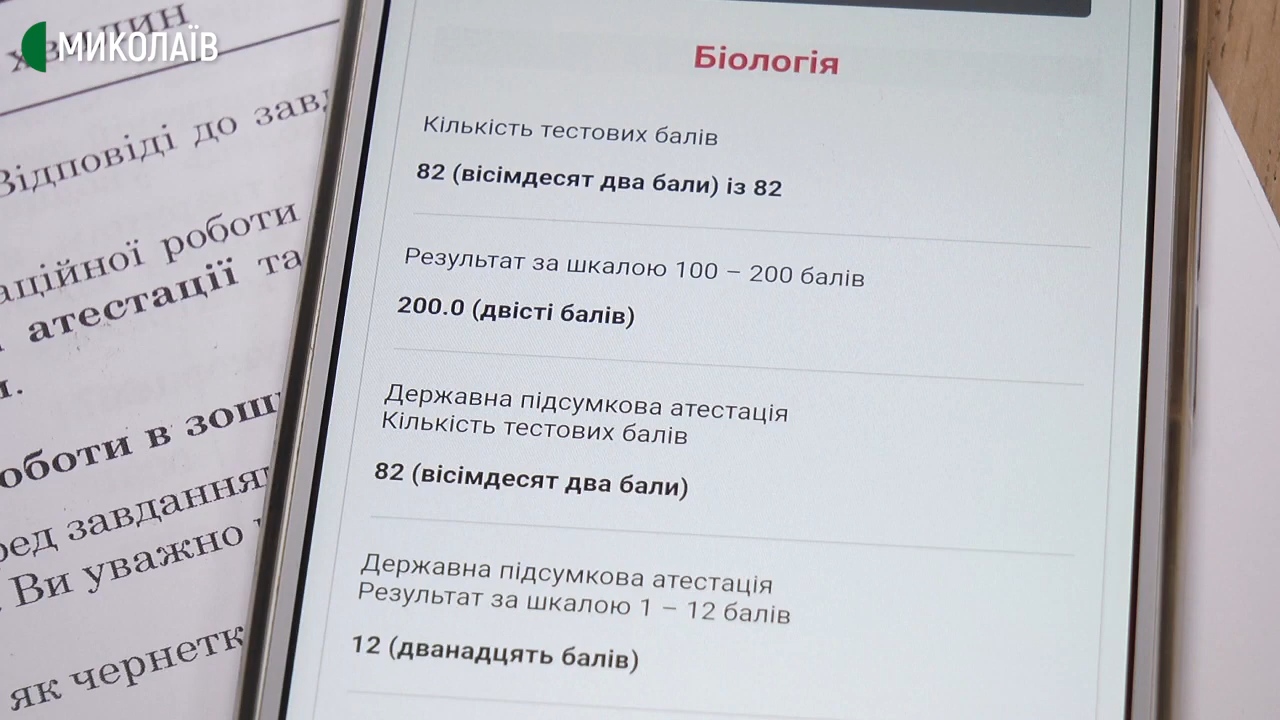 МИКОЛАЇВ
хвилин
Відповіді до
роботи
атестації та
в
завдання
Ви уважно
як
Біологія
Кількість тестових балів
82 (вісімдесят два бали) із 82
Результат за шкалою 100 – 200 балів
200.0 (двісті балів)
Державна підсумкова атестація
Кількість тестових балів
82 (вісімдесят два бали)
Державна підсумкова атестація
Результат за шкалою 1 – 12 балів
12 (дванадцять балів)